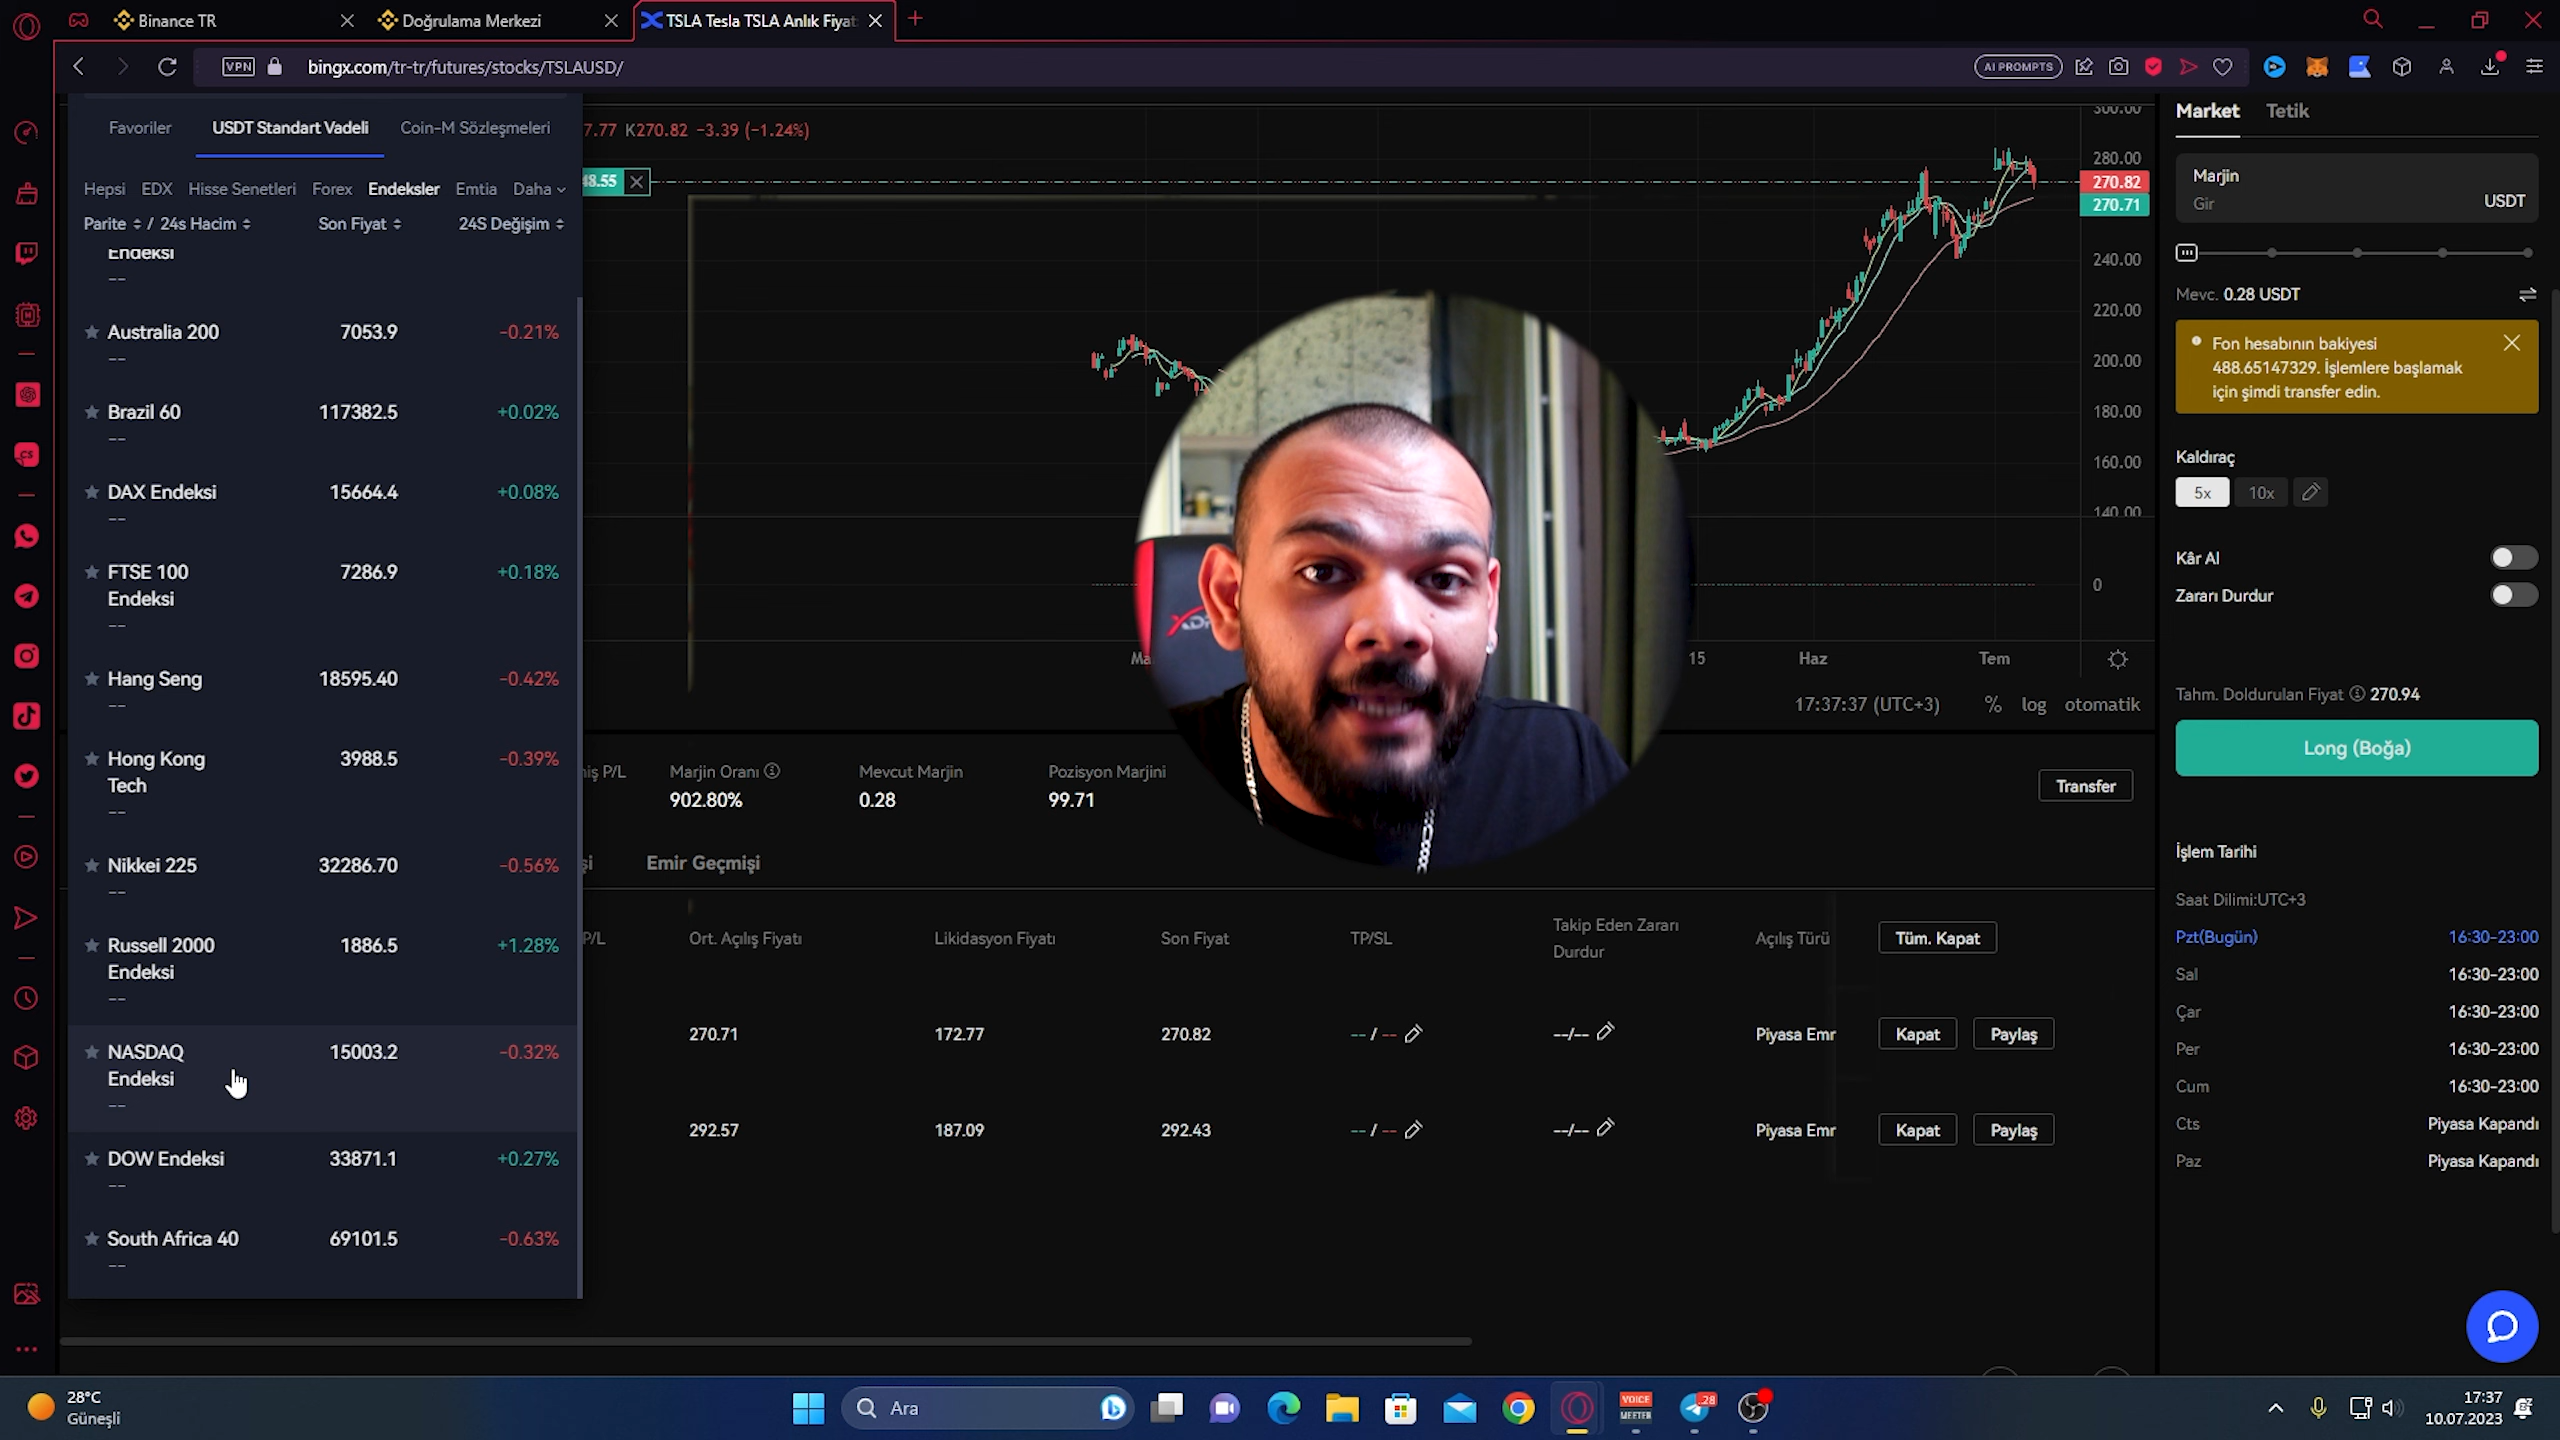 Binance TR
Doğrulama Merkezi
TSLA Tesla TSLA Anlık Fiyat
VPN
bingx.com/tr-tr/futures/stocks/TSLAUSD/
AI PROMPTS
Favoriler
USDT Standart Vadeli
Coin-M Sözleşmeleri
Hepsi
EDX
Hisse Senetleri
Forex
Endeksler
Emtia
Daha
Parite / 24s Hacim
Son Fiyat
24S Değişim
Endeksi
--
Australia 200 7053.9 -0.21%
--
Brazil 60 117382.5 +0.02%
--
DAX Endeksi 15664.4 +0.08%
--
FTSE 100 7286.9 +0.18%
Endeksi
--
Hang Seng 18595.40 -0.42%
--
Hong Kong 3988.5 -0.39%
Tech
--
Nikkei 225 32286.70 -0.56%
--
Russell 2000 1886.5 +1.28%
Endeksi
--
NASDAQ 15003.2 -0.32%
Endeksi
--
DOW Endeksi 33871.1 +0.27%
--
South Africa 40 69101.5 -0.63%
--
7.77 K270.82 -3.39 (-1.24%)
48.55
300.00
280.00
270.82
270.71
240.00
220.00
200.00
180.00
160.00
140.00
0
15
Haz
Tem
17:37:37 (UTC+3)
%
log
otomatik
Marjin Oranı
902.80%
Mevcut Marjin
0.28
Pozisyon Marjini
99.71
Transfer
Emir Geçmişi
P/L
Ort. Açılış Fiyatı
Likidasyon Fiyatı
Son Fiyat
TP/SL
Takip Eden Zararı
Durdur
Açılış Türü
Tüm. Kapat
270.71 172.77 270.82 -- / -- --/-- Piyasa Emr Kapat Paylaş
292.57 187.09 292.43 -- / -- --/-- Piyasa Emr Kapat Paylaş
Market
Tetik
Marjin
Gir
USDT
Mevc. 0.28 USDT
Fon hesabının bakiyesi
488.65147329. İşlemlere başlamak
için şimdi transfer edin.
Kaldıraç
5x
10x
Kâr Al
Zararı Durdur
Tahm. Doldurulan Fiyat 270.94
Long (Boğa)
İşlem Tarihi
Saat Dilimi:UTC+3
Pzt(Bugün) 16:30-23:00
Sal 16:30-23:00
Çar 16:30-23:00
Per 16:30-23:00
Cum 16:30-23:00
Cts Piyasa Kapandı
Paz Piyasa Kapandı
28°C
Güneşli
Ara
VOICE
MEETER
28
17:37
10.07.2023